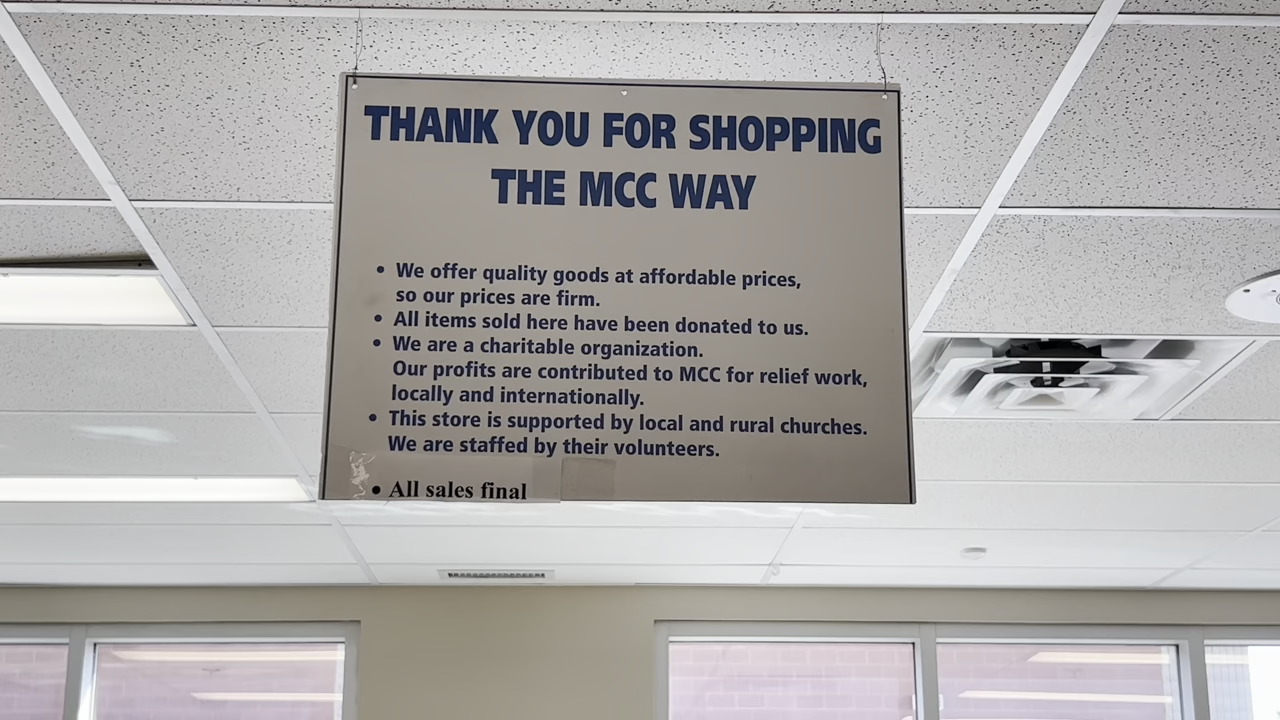 THANK YOU FOR SHOPPING
THE MCC WAY
• We offer quality goods at affordable prices,
so our prices are firm.
• All items sold here have been donated to us.
• We are a charitable organization.
Our profits are contributed to MCC for relief work,
locally and internationally.
• This store is supported by local and rural churches.
We are staffed by their volunteers.
• All sales final